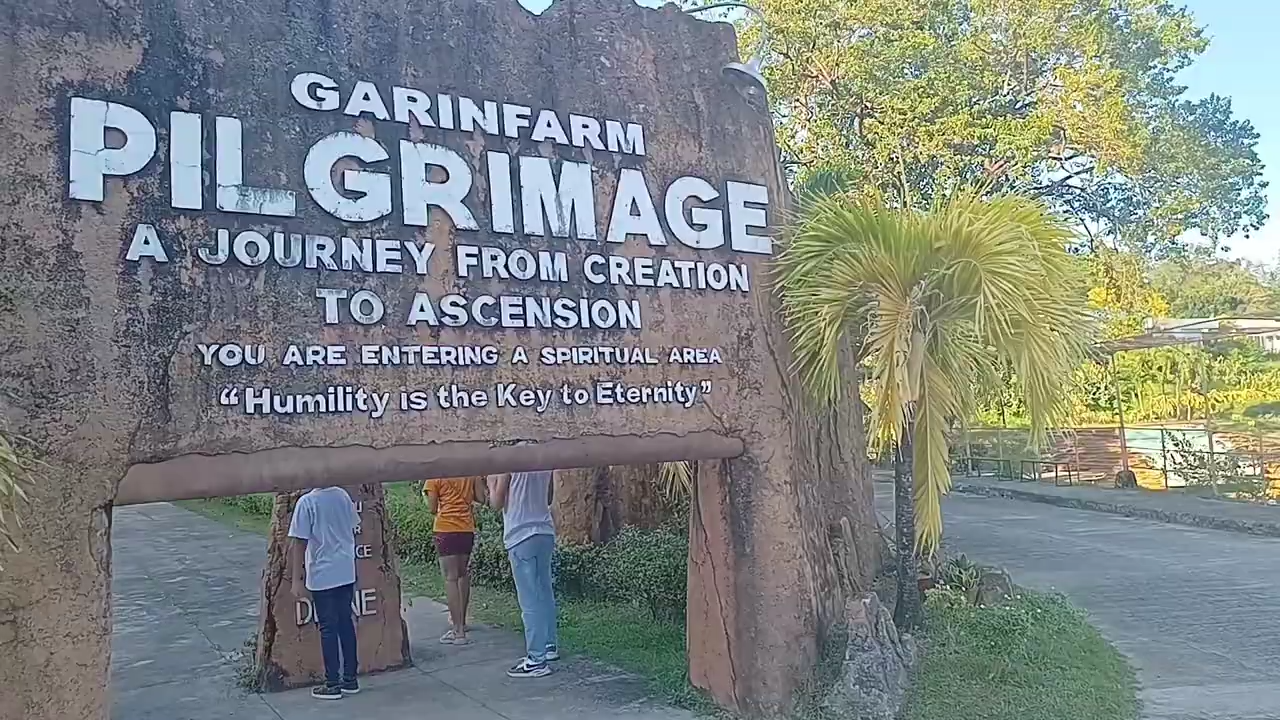 GARINFARM
PILGRIMAGE
A JOURNEY FROM CREATION
TO ASCENSION
YOU ARE ENTERING A SPIRITUAL AREA
“Humility is the Key to Eternity”